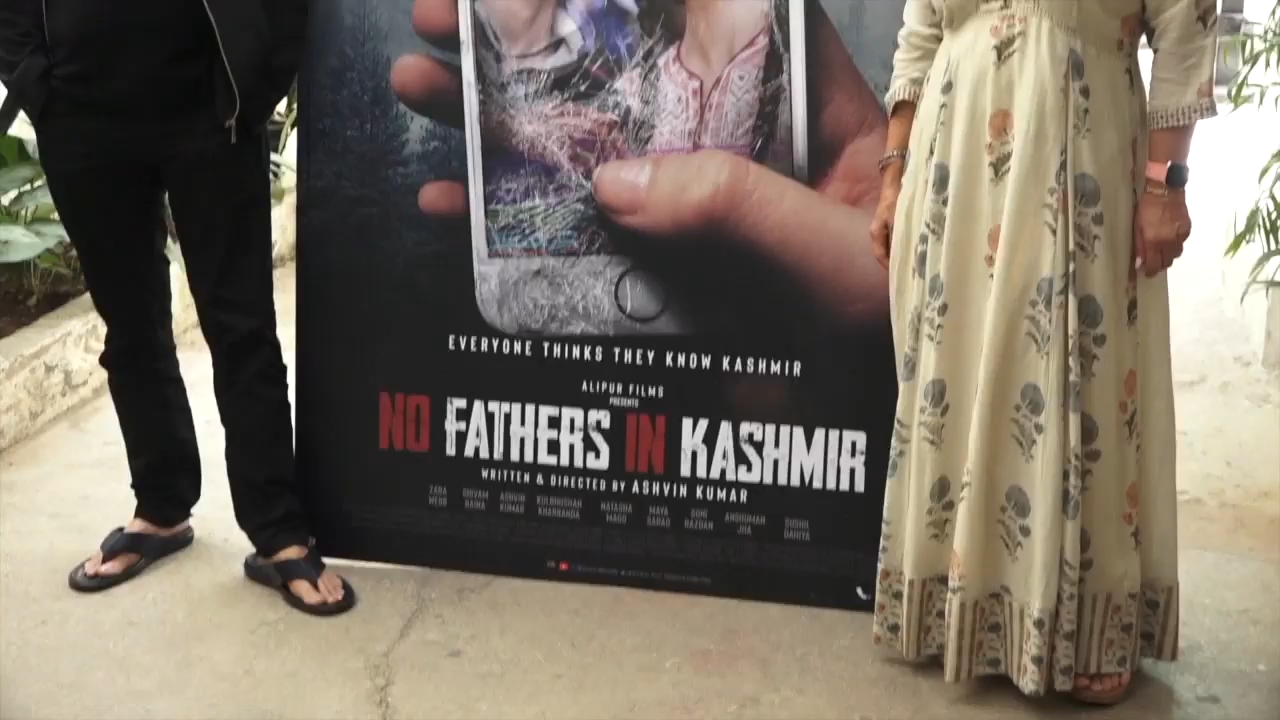 EVERYONE THINKS THEY KNOW KASHMIR
ALIPUR FILMS
PRESENTS
NO FATHERS IN KASHMIR
WRITTEN & DIRECTED BY ASHVIN KUMAR
ZARA WEBB SHIVAM RAINA ASHVIN KUMAR KULBHUSHAN KHARBANDA NATASHA MAGO MAYA SARAO SONI RAZDAN ANSHUMAN JHA SUSHIL DAHIYA